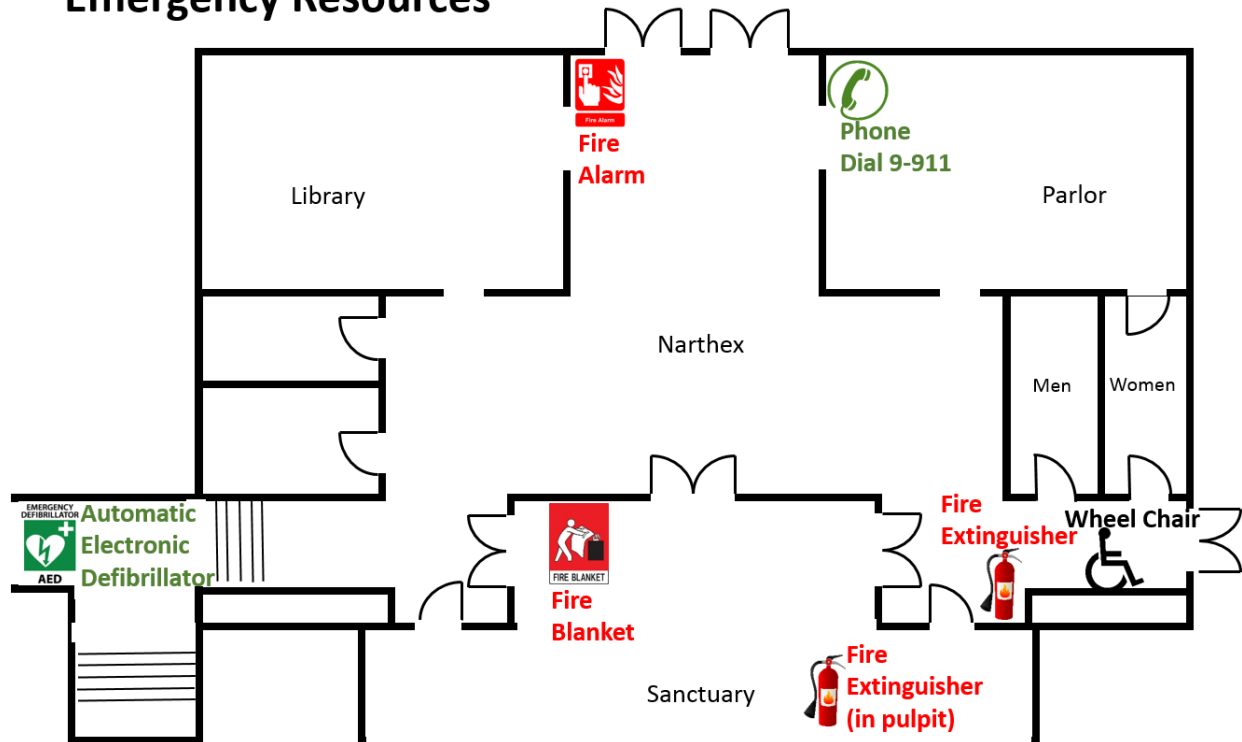 Emergency Resources
Fire Alarm
Fire
Alarm
Phone
Dial 9-911
Library
Parlor
Narthex
Men
Women
EMERGENCY
DEFIBRILLATOR
AED
Automatic
Electronic
Defibrillator
FIRE BLANKET
Fire
Blanket
Fire
Extinguisher
Wheel Chair
Sanctuary
Fire
Extinguisher
(in pulpit)